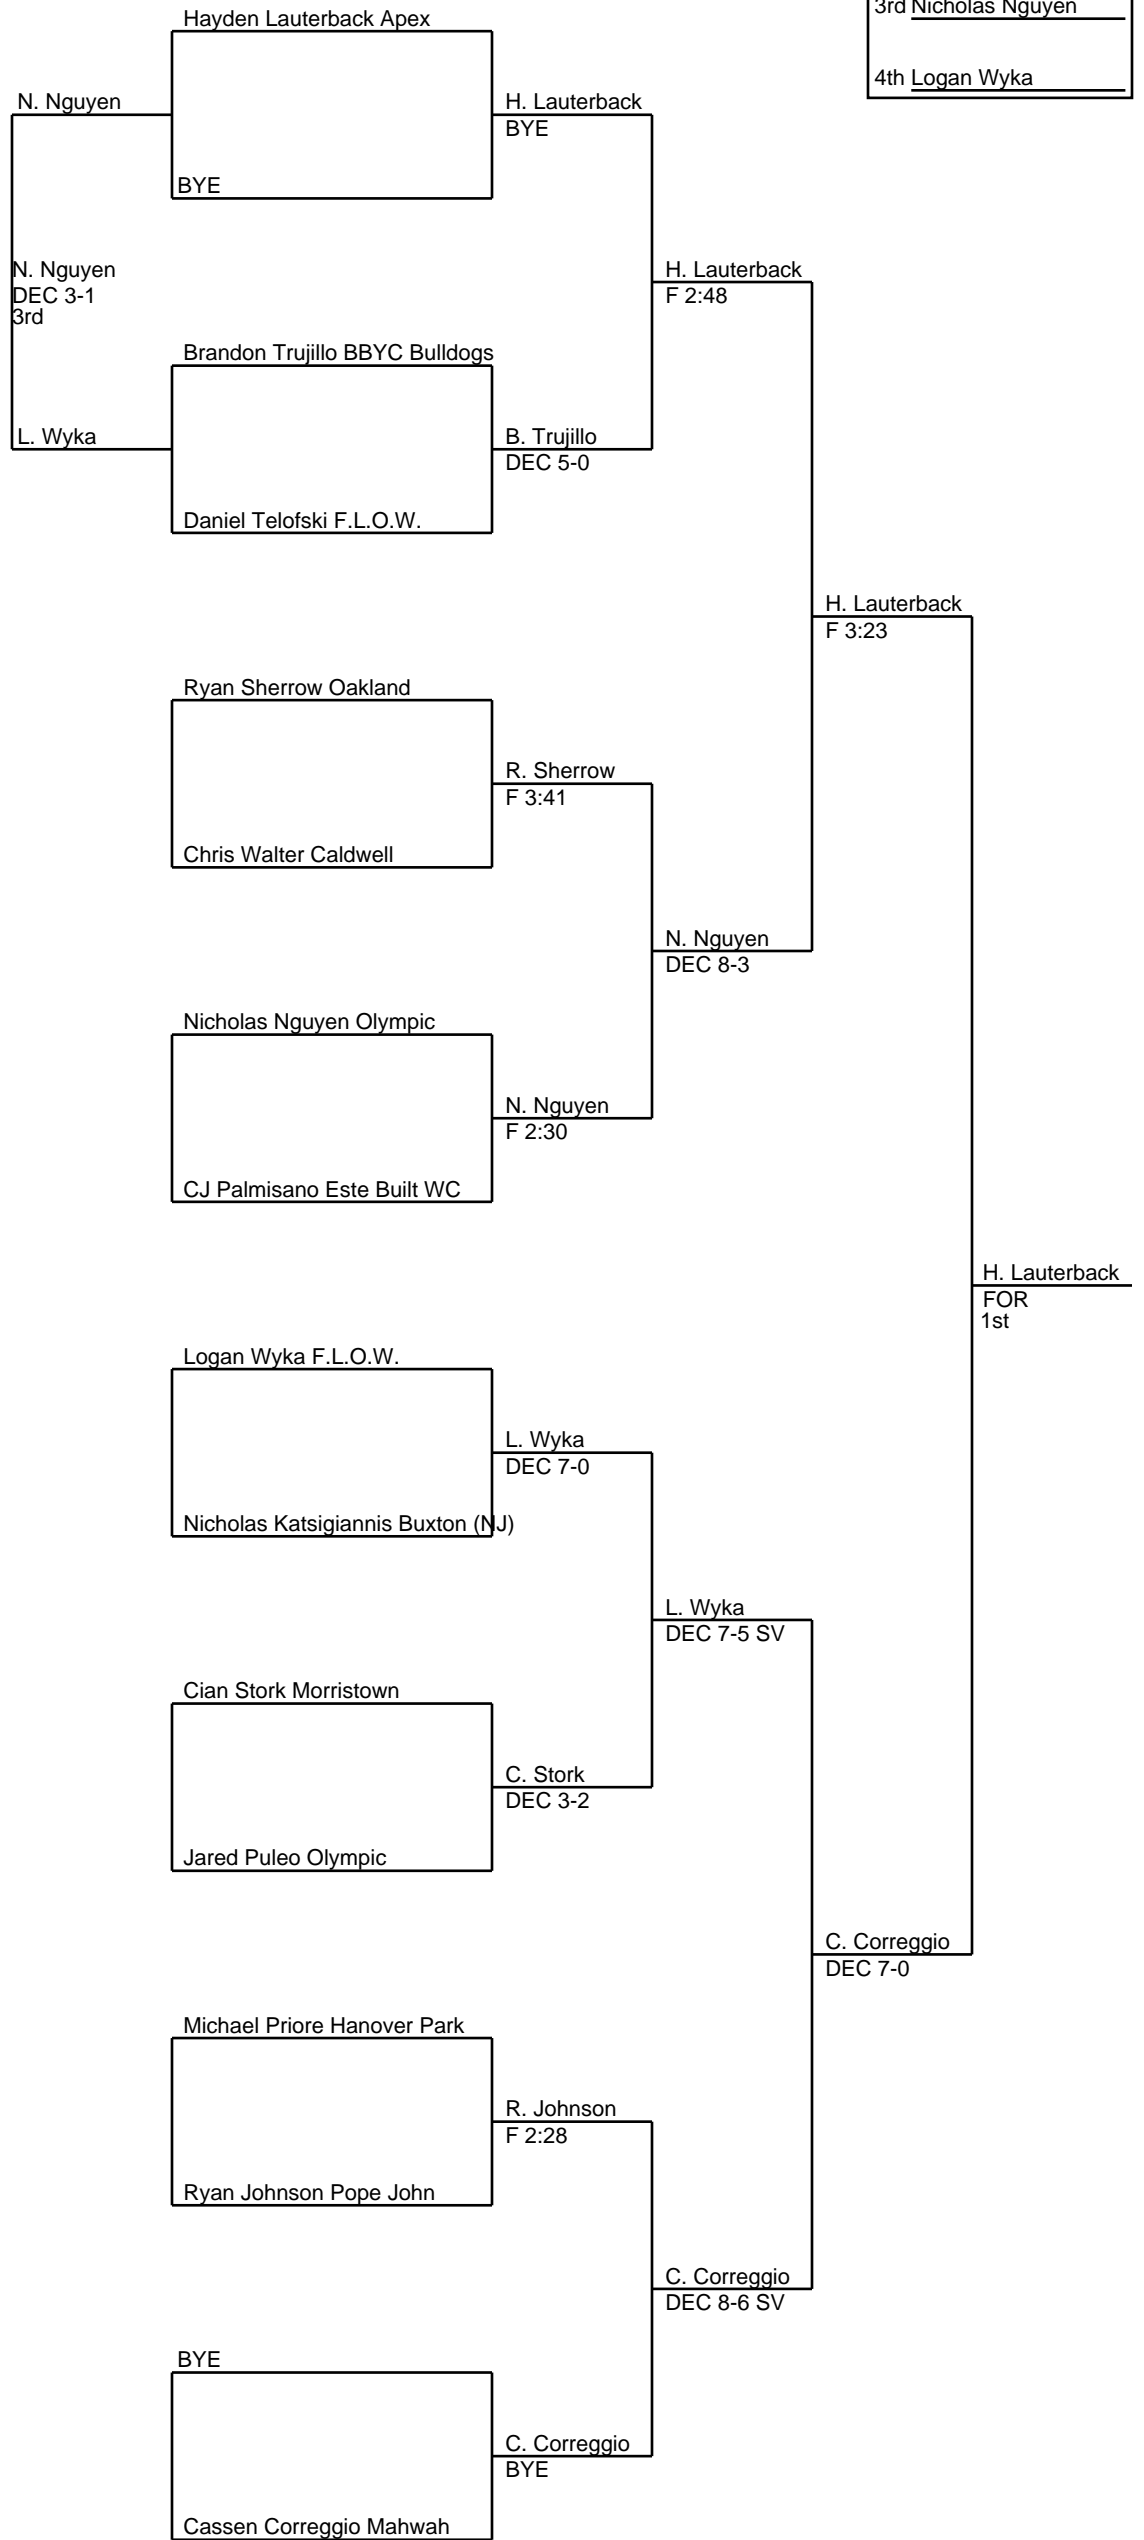 3rd Nicholas Nguyen
4th Logan Wyka
Hayden Lauterback Apex
N. Nguyen
H. Lauterback
BYE
BYE
N. Nguyen
DEC 3-1
3rd
H. Lauterback
F 2:48
Brandon Trujillo BBYC Bulldogs
L. Wyka
B. Trujillo
DEC 5-0
Daniel Telofski F.L.O.W.
H. Lauterback
F 3:23
Ryan Sherrow Oakland
R. Sherrow
F 3:41
Chris Walter Caldwell
N. Nguyen
DEC 8-3
Nicholas Nguyen Olympic
N. Nguyen
F 2:30
CJ Palmisano Este Built WC
H. Lauterback
FOR
1st
Logan Wyka F.L.O.W.
L. Wyka
DEC 7-0
Nicholas Katsigiannis Buxton (NJ)
L. Wyka
DEC 7-5 SV
Cian Stork Morristown
C. Stork
DEC 3-2
Jared Puleo Olympic
C. Correggio
DEC 7-0
Michael Priore Hanover Park
R. Johnson
F 2:28
Ryan Johnson Pope John
C. Correggio
DEC 8-6 SV
BYE
C. Correggio
BYE
Cassen Correggio Mahwah